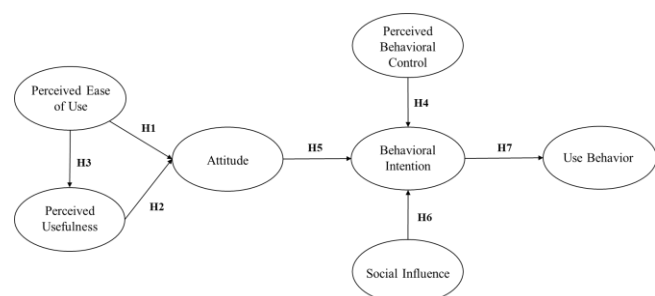 Perceived
Behavioral
Control
Perceived Ease
of Use
H1
H4
H3
Attitude
H5
Behavioral
Intention
H7
Use Behavior
Perceived
Usefulness
H2
H6
Social Influence